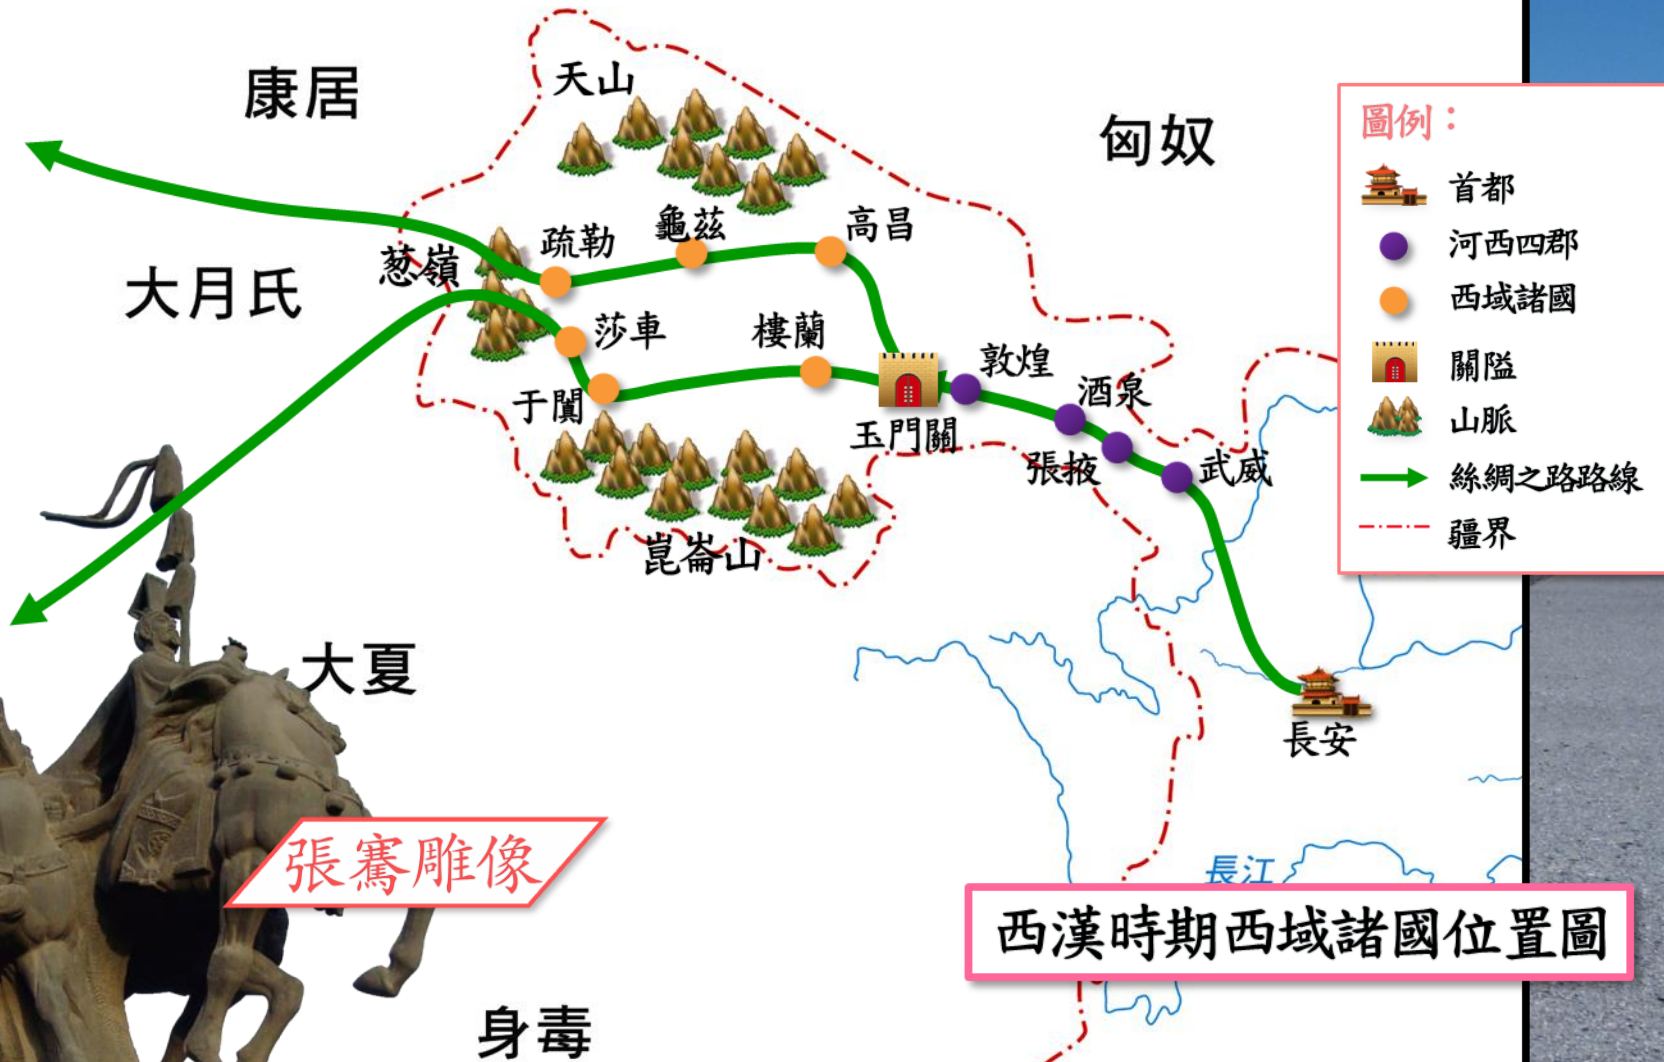 天山
康居
匈奴
圖例：
首都
河西四郡
西域諸國
關隘
山脈
絲綢之路路線
疆界
高昌
龜茲
疏勒
葱嶺
大月氏
莎車
樓蘭
敦煌
酒泉
于闐
玉門關
張掖
武威
崑崙山
大夏
長安
張騫雕像
長江
西漢時期西域諸國位置圖
身毒